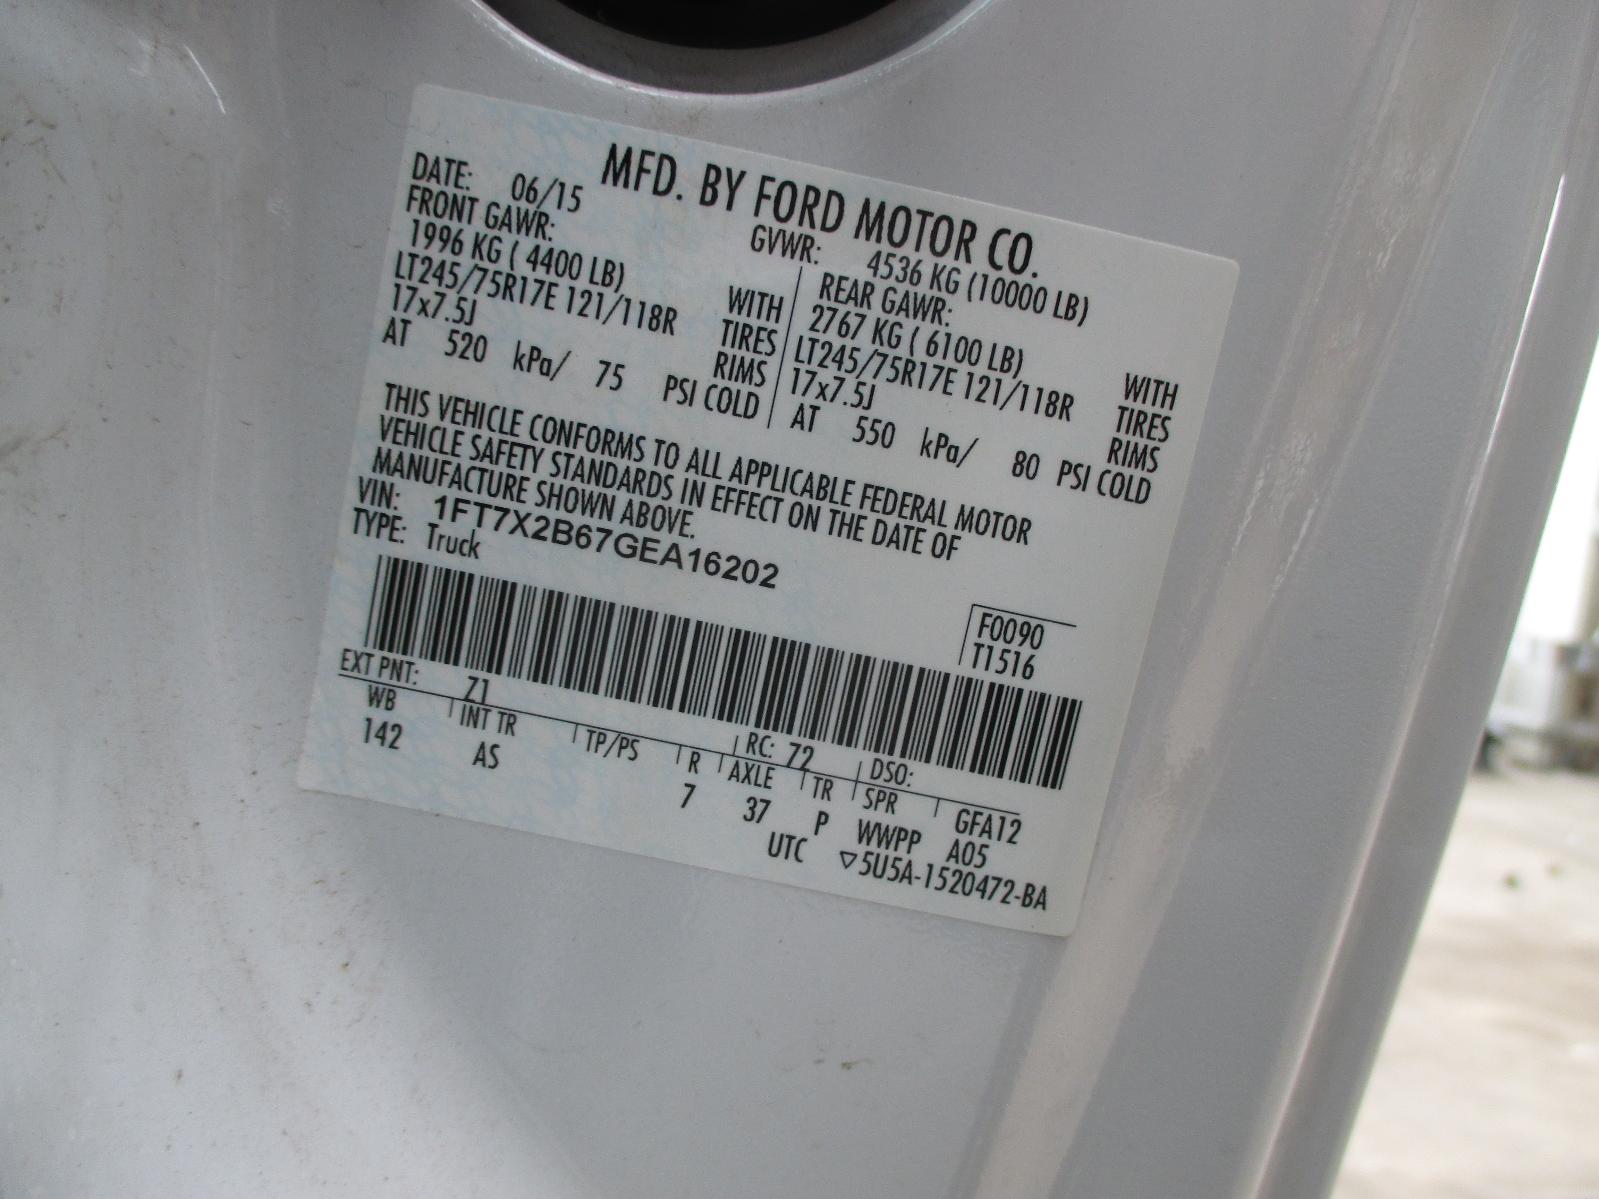 MFD. BY FORD MOTOR CO.
DATE: 06/15 GVWR: 4536 KG (10000 LB)
FRONT GAWR: REAR GAWR:
1996 KG ( 4400 LB) WITH 2767 KG ( 6100 LB) WITH
LT245/75R17E 121/118R TIRES LT245/75R17E 121/118R TIRES
17x7.5J RIMS 17x7.5J RIMS
AT 520 kPa/ 75 PSI COLD AT 550 kPa/ 80 PSI COLD
THIS VEHICLE CONFORMS TO ALL APPLICABLE FEDERAL MOTOR
VEHICLE SAFETY STANDARDS IN EFFECT ON THE DATE OF
MANUFACTURE SHOWN ABOVE.
VIN: 1FT7X2B67GEA16202
TYPE: Truck
F0090
T1516
EXT PNT: Z1 RC: 72 DSO:
WB INT TR TP/PS R AXLE TR SPR GFA12
142 AS 7 37 P WWPP A05
UTC ▽5U5A-1520472-BA